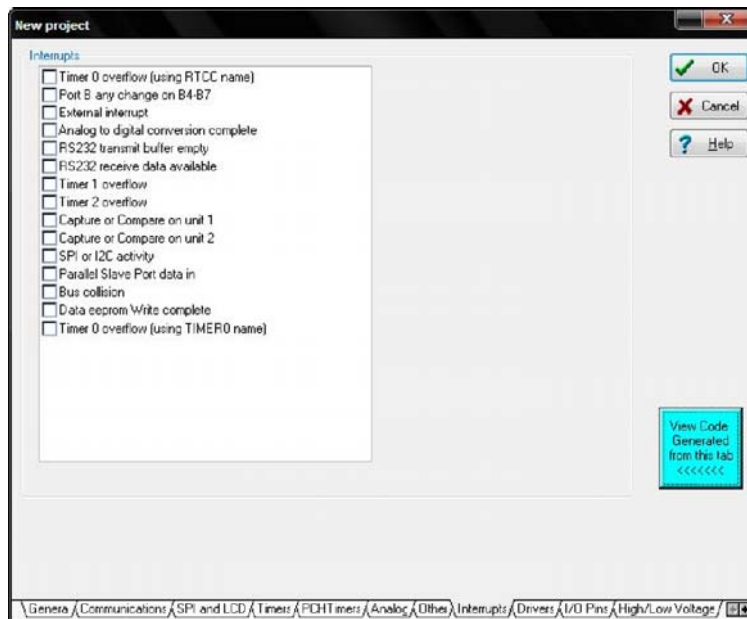 New project
Interrupts
Timer 0 overflow (using RTCC name)
Port B any change on B4-B7
External interrupt
Analog to digital conversion complete
RS232 transmit buffer empty
RS232 receive data available
Timer 1 overflow
Timer 2 overflow
Capture or Compare on unit 1
Capture or Compare on unit 2
SPI or I2C activity
Parallel Slave Port data in
Bus collision
Data eeprom Write complete
Timer 0 overflow (using TIMER0 name)
OK
Cancel
Help
View Code
Generated
from this tab
<<<<<<<
Genera Communications SPI and LCD Timers PCH Timers Analog Other Interrupts Drivers I/O Pins High/Low Voltage